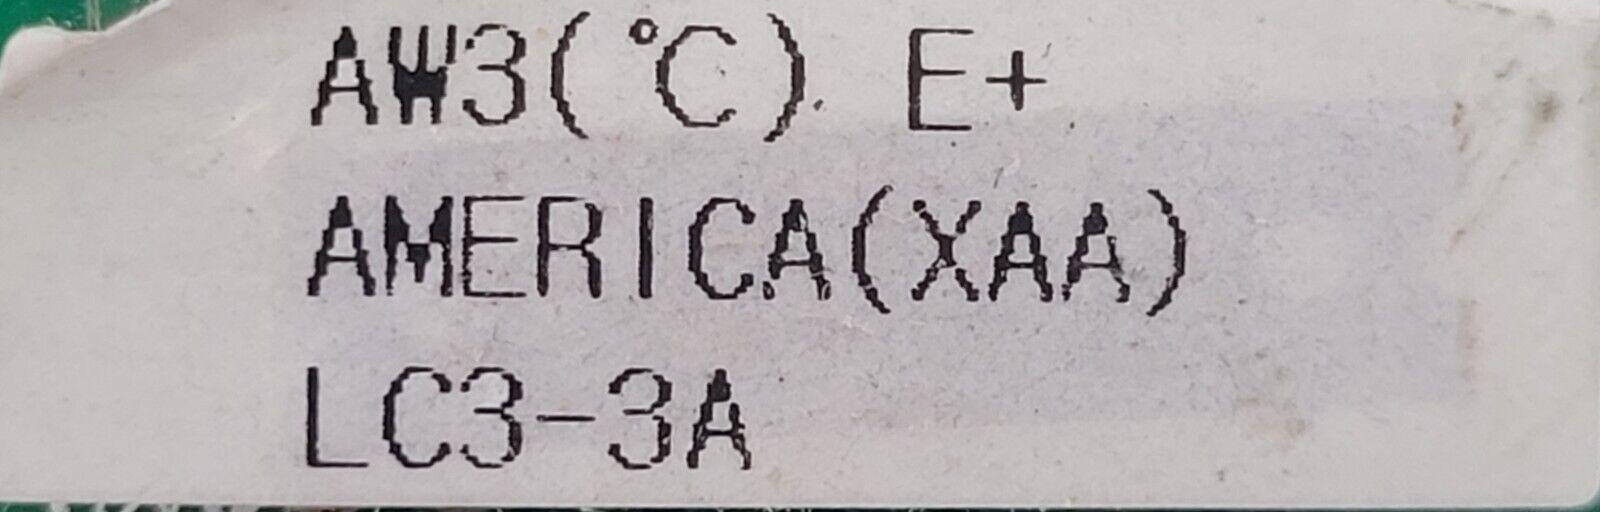 AW3(℃) E+
AMERICA(XAA)
LC3-3A